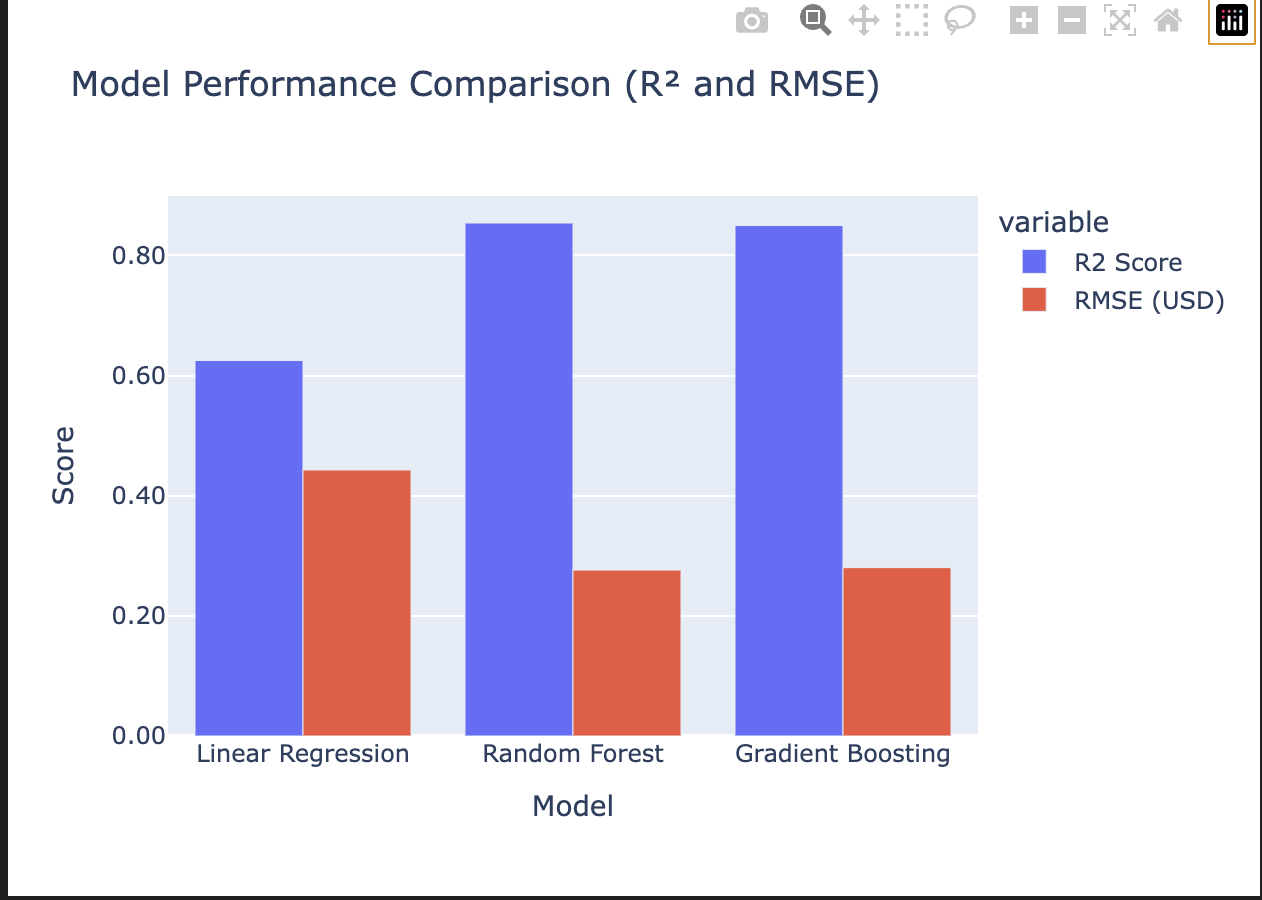 Model Performance Comparison (R² and RMSE)
variable
R2 Score
RMSE (USD)
Score
0.80
0.60
0.40
0.20
0.00
Linear Regression
Random Forest
Gradient Boosting
Model